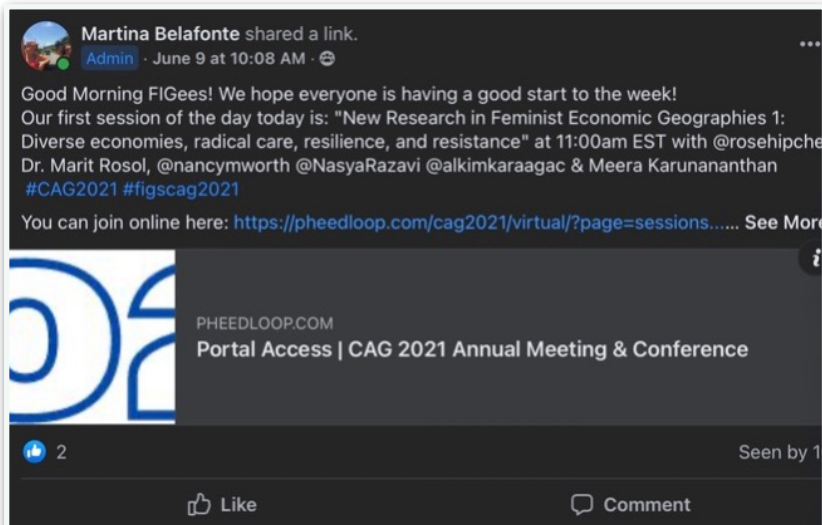 Martina Belafonte shared a link.
Admin · June 9 at 10:08 AM ·
Good Morning FIGees! We hope everyone is having a good start to the week!
Our first session of the day today is: "New Research in Feminist Economic Geographies 1:
Diverse economies, radical care, resilience, and resistance" at 11:00am EST with @rosehipche
Dr. Marit Rosol, @nancymworth @NasyaRazavi @alkimkaraagac & Meera Karunananthan
#CAG2021 #figscag2021
You can join online here: https://pheedloop.com/cag2021/virtual/?page=sessions...... See More
PHEEDLOOP.COM
Portal Access | CAG 2021 Annual Meeting & Conference
2
Seen by 1
Like
Comment